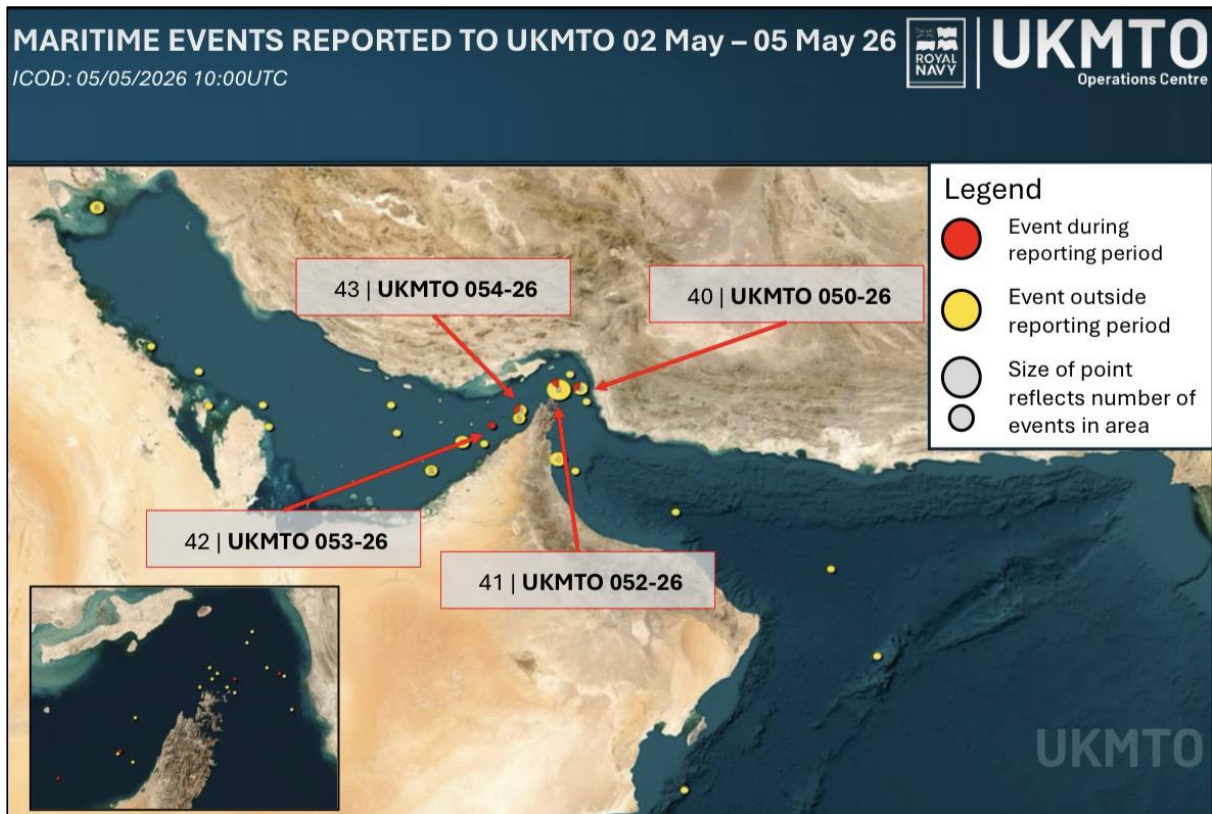 MARITIME EVENTS REPORTED TO UKMTO 02 May – 05 May 26
ICOD: 05/05/2026 10:00UTC
ROYAL
NAVY
UKMTO
Operations Centre
Legend
Event during
reporting period
Event outside
reporting period
Size of point
reflects number of
events in area
43 | UKMTO 054-26
40 | UKMTO 050-26
42 | UKMTO 053-26
41 | UKMTO 052-26
UKMTO